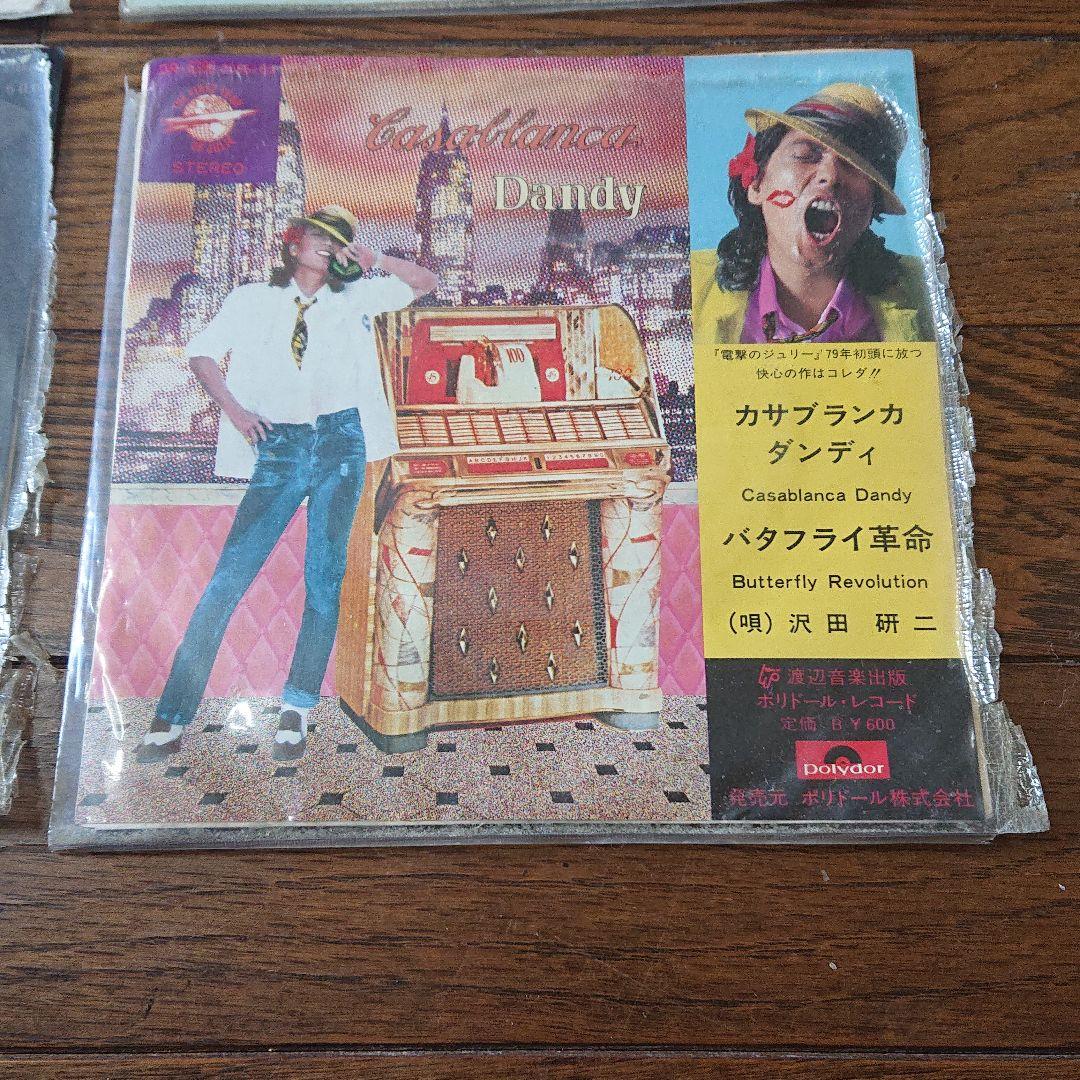 STEREO
Casablanca
Dandy
100
ABCDEFGHJK
1234567890
『電撃のジュリー』'79年初頭に放つ
快心の作はコレダ!!
カサブランカ
ダンディ
Casablanca Dandy
バタフライ革命
Butterfly Revolution
(唄) 沢田 研二
渡辺音楽出版
ポリドール・レコード
定価 B ¥600
Polydor
発売元 ポリドール株式会社